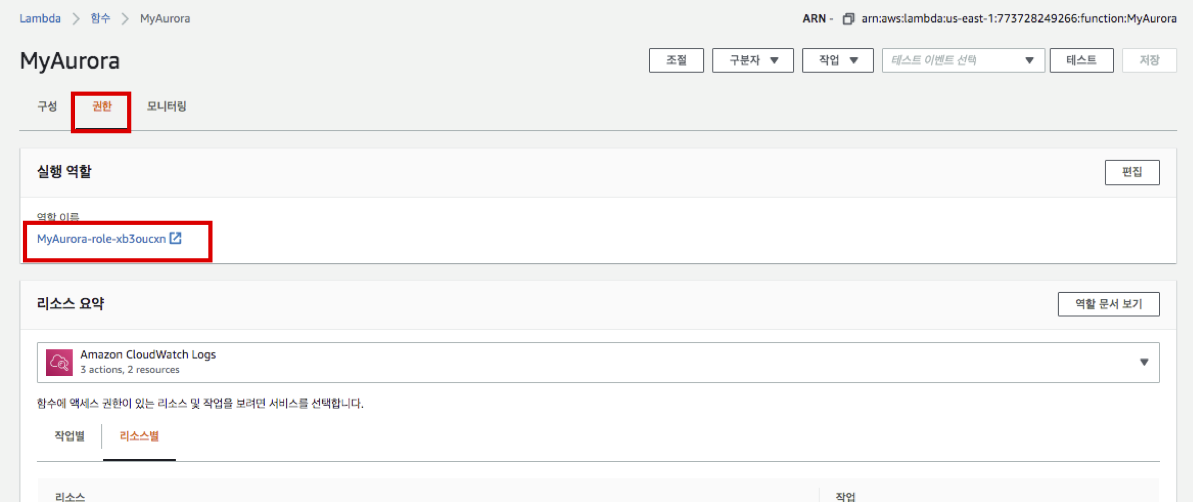 Lambda > 함수 > MyAurora
ARN - arn:aws:lambda:us-east-1:773728249266:function:MyAurora
MyAurora
조절 구분자 작업 테스트 이벤트 선택 테스트 저장
구성 권한 모니터링
실행 역할
편집
역할 이름
MyAurora-role-xb3oucxn
리소스 요약
역할 문서 보기
Amazon CloudWatch Logs
3 actions, 2 resources
함수에 액세스 권한이 있는 리소스 및 작업을 보려면 서비스를 선택합니다.
작업별 리소스별
리소스 작업